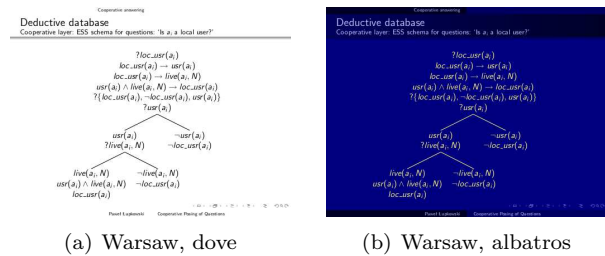 Cooperative answering
Deductive database
Cooperative layer: ESS schema for questions: 'Is aᵢ a local user?'
?loc_usr(aᵢ)
loc_usr(aᵢ) → usr(aᵢ)
loc_usr(aᵢ) → live(aᵢ, N)
usr(aᵢ) ∧ live(aᵢ, N) → loc_usr(aᵢ)
?{loc_usr(aᵢ), ¬loc_usr(aᵢ), usr(aᵢ)}
?usr(aᵢ)
usr(aᵢ) ¬usr(aᵢ)
?live(aᵢ, N) ¬loc_usr(aᵢ)
live(aᵢ, N) ¬live(aᵢ, N)
usr(aᵢ) ∧ live(aᵢ, N) ¬loc_usr(aᵢ)
loc_usr(aᵢ)
Paweł Łupkowski Cooperative Posing of Questions
(a) Warsaw, dove
Cooperative answering
Deductive database
Cooperative layer: ESS schema for questions: 'Is aᵢ a local user?'
?loc_usr(aᵢ)
loc_usr(aᵢ) → usr(aᵢ)
loc_usr(aᵢ) → live(aᵢ, N)
usr(aᵢ) ∧ live(aᵢ, N) → loc_usr(aᵢ)
?{loc_usr(aᵢ), ¬loc_usr(aᵢ), usr(aᵢ)}
?usr(aᵢ)
usr(aᵢ) ¬usr(aᵢ)
?live(aᵢ, N) ¬loc_usr(aᵢ)
live(aᵢ, N) ¬live(aᵢ, N)
usr(aᵢ) ∧ live(aᵢ, N) ¬loc_usr(aᵢ)
loc_usr(aᵢ)
Paweł Łupkowski Cooperative Posing of Questions
(b) Warsaw, albatros